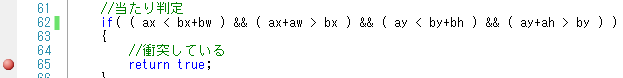 61 //当たり判定
62 if( ( ax < bx+bw ) && ( ax+aw > bx ) && ( ay < by+bh ) && ( ay+ah > by ) )
63 {
64 //衝突している
65 return true;